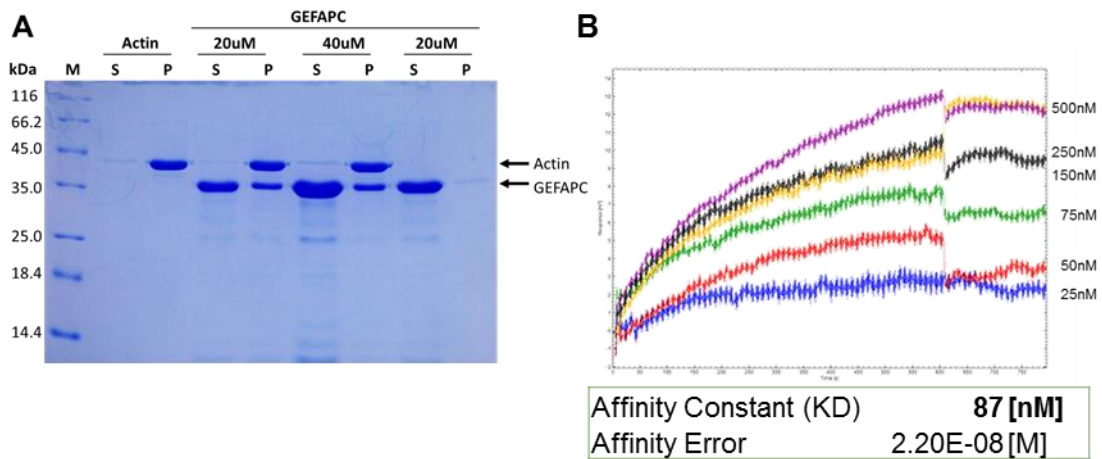 A
GEFAPC
Actin 20uM 40uM 20uM
kDa M S P S P S P S P
116
66.2
45.0
35.0
25.0
18.4
14.4
Actin
GEFAPC
B
500nM
250nM
150nM
75nM
50nM
25nM
Affinity Constant (KD) 87 [nM]
Affinity Error 2.20E-08 [M]